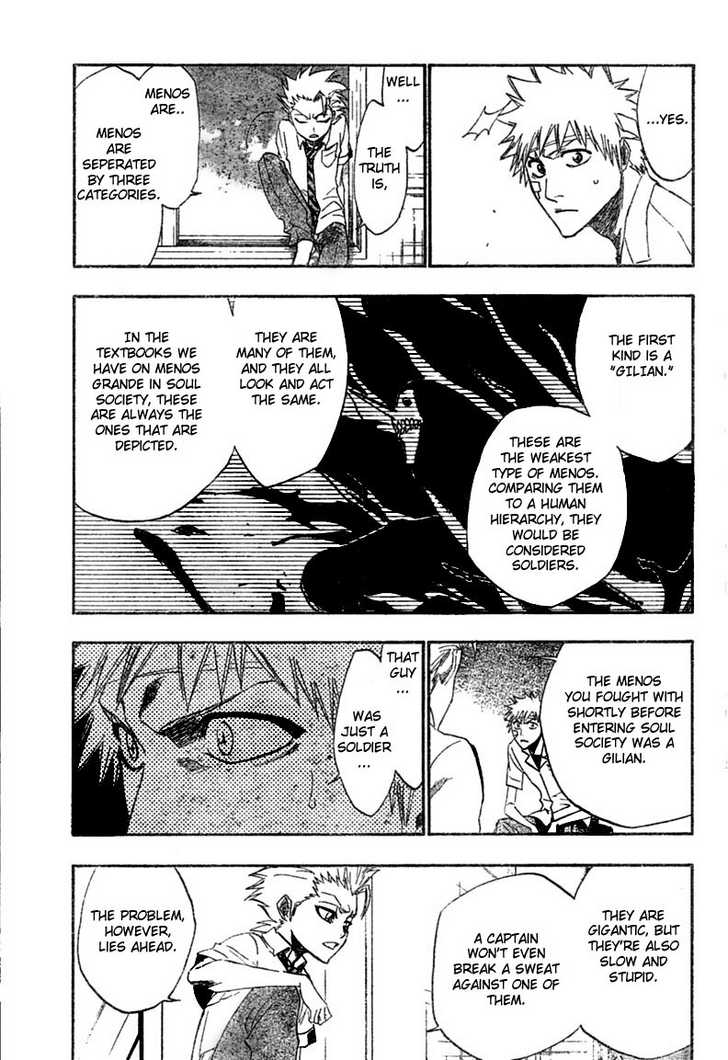 ...YES.
WELL
...
THE
TRUTH
IS,
MENOS
ARE..
MENOS
ARE
SEPERATED
BY THREE
CATEGORIES.
THE FIRST
KIND IS A
"GILIAN."
THESE ARE
THE WEAKEST
TYPE OF MENOS.
COMPARING THEM
TO A HUMAN
HIERARCHY, THEY
WOULD BE
CONSIDERED
SOLDIERS.
THEY ARE
MANY OF THEM,
AND THEY ALL
LOOK AND ACT
THE SAME.
IN THE
TEXTBOOKS WE
HAVE ON MENOS
GRANDE IN SOUL
SOCIETY, THESE
ARE ALWAYS THE
ONES THAT ARE
DEPICTED.
THE MENOS
YOU FOUGHT WITH
SHORTLY BEFORE
ENTERING SOUL
SOCIETY WAS A
GILIAN.
THAT
GUY
...
WAS
JUST A
SOLDIER
...
THEY ARE
GIGANTIC, BUT
THEY'RE ALSO
SLOW AND
STUPID.
A CAPTAIN
WON'T EVEN
BREAK A SWEAT
AGAINST ONE
OF THEM.
THE PROBLEM,
HOWEVER,
LIES AHEAD.